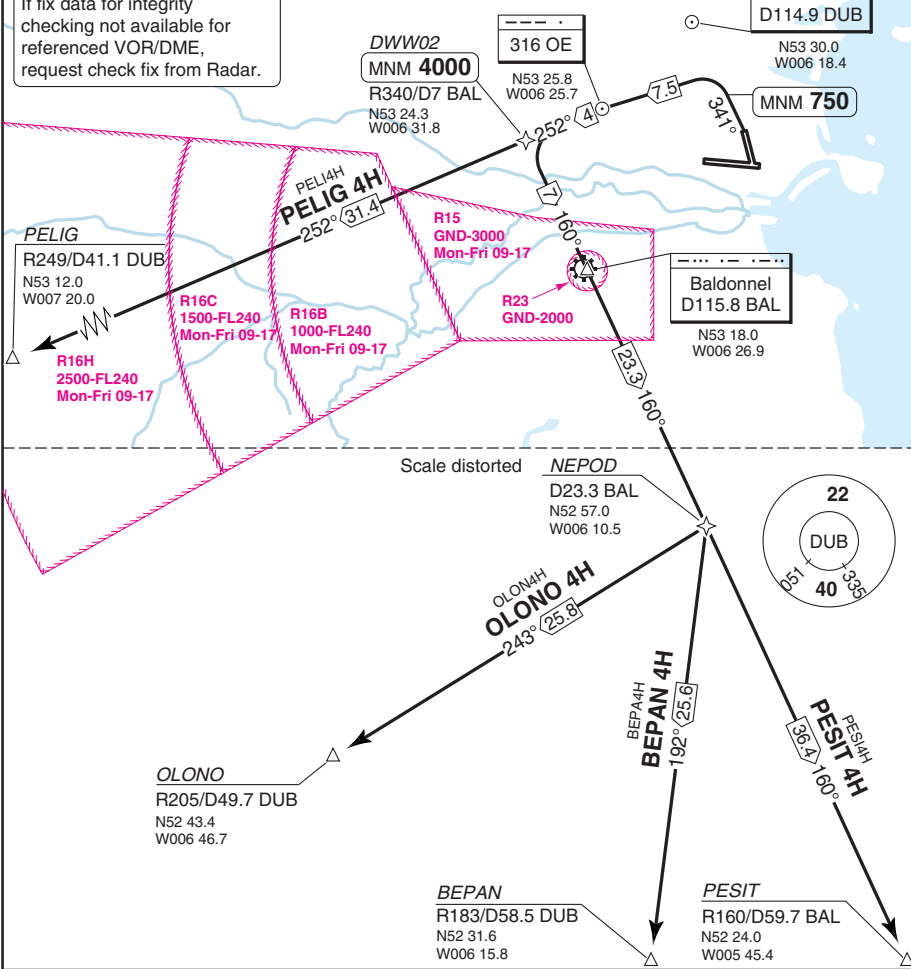 If fix data for integrity
checking not available for
referenced VOR/DME,
request check fix from Radar.
D114.9 DUB
N53 30.0
W006 18.4
316 OE
N53 25.8
W006 25.7
DWW02
MNM 4000
R340/D7 BAL
N53 24.3
W006 31.8
252° 4
7.5
341°
MNM 750
PELI4H
PELIG 4H
252° 31.4
7
160°
PELIG
R249/D41.1 DUB
N53 12.0
W007 20.0
R15
GND-3000
Mon-Fri 09-17
R23
GND-2000
R16C
1500-FL240
Mon-Fri 09-17
R16B
1000-FL240
Mon-Fri 09-17
R16H
2500-FL240
Mon-Fri 09-17
Baldonnel
D115.8 BAL
N53 18.0
W006 26.9
23.3 160°
Scale distorted
NEPOD
D23.3 BAL
N52 57.0
W006 10.5
22
DUB
051 335
40
OLON4H
OLONO 4H
243° 25.8
BEPA4H
BEPAN 4H
192° 25.6
PESI4H
PESIT 4H
36.4 160°
OLONO
R205/D49.7 DUB
N52 43.4
W006 46.7
BEPAN
R183/D58.5 DUB
N52 31.6
W006 15.8
PESIT
R160/D59.7 BAL
N52 24.0
W005 45.4